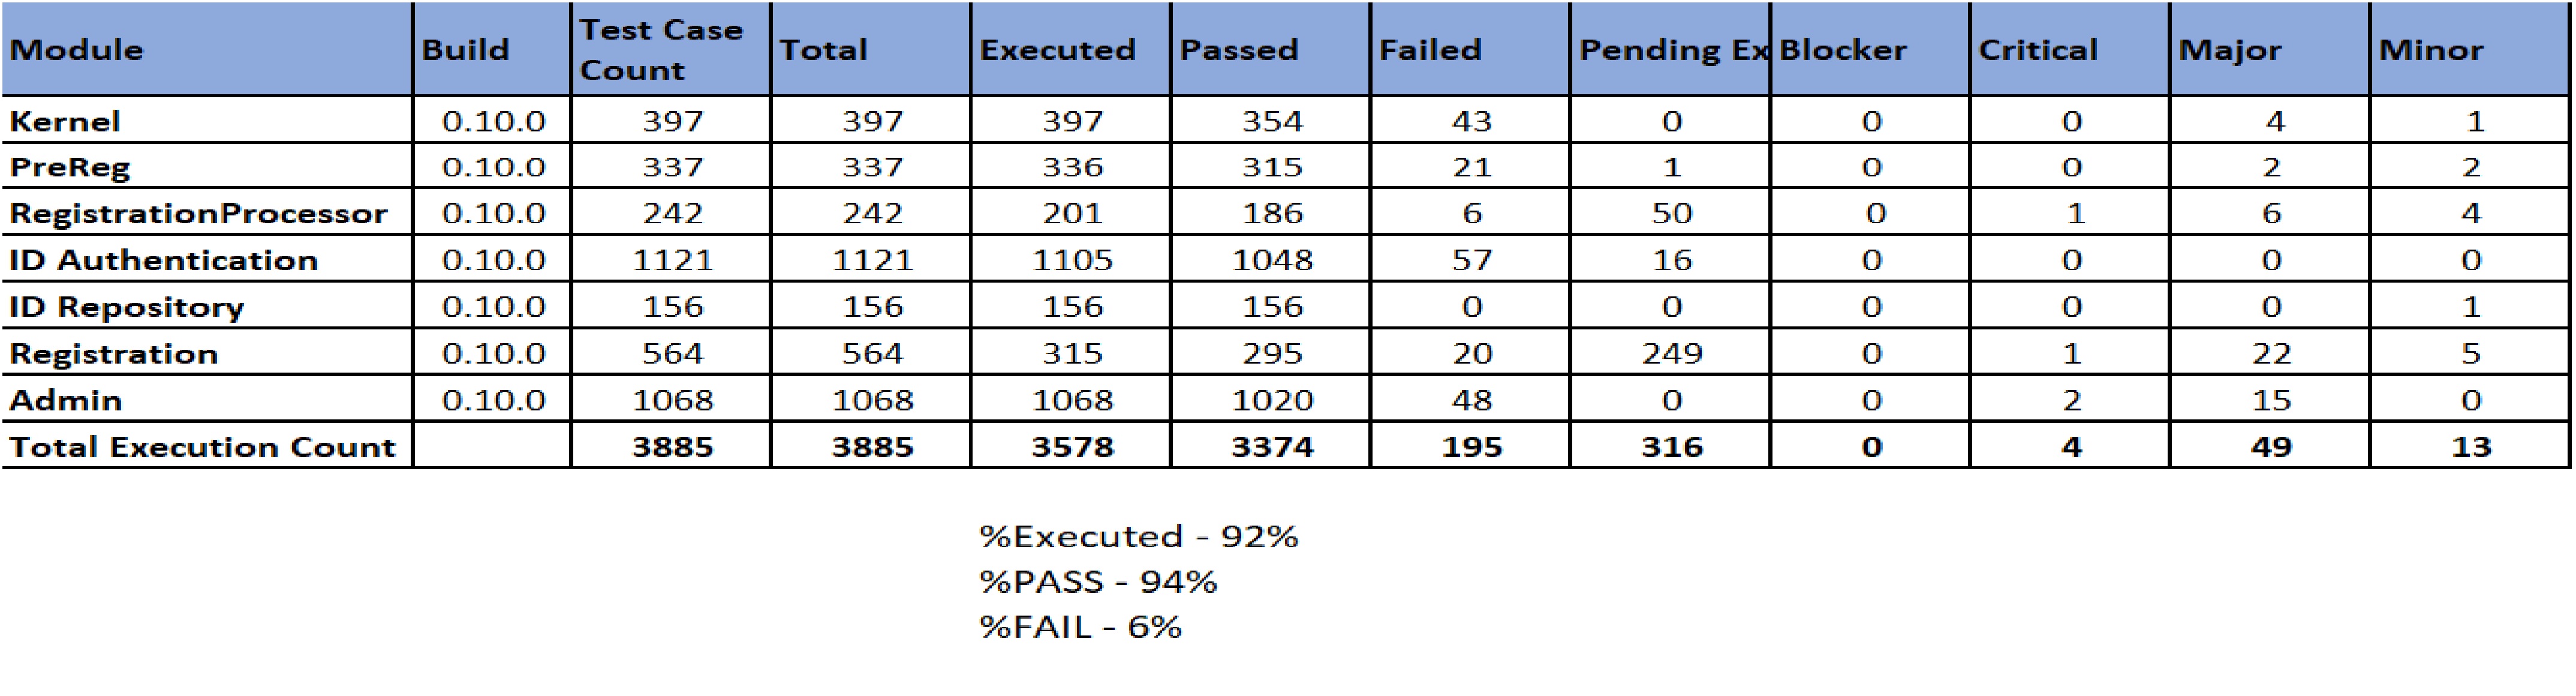 Module Build Test Case Count Total Executed Passed Failed Pending Ex Blocker Critical Major Minor
Kernel 0.10.0 397 397 397 354 43 0 0 0 4 1
PreReg 0.10.0 337 337 336 315 21 1 0 0 2 2
RegistrationProcessor 0.10.0 242 242 201 186 6 50 0 1 6 4
ID Authentication 0.10.0 1121 1121 1105 1048 57 16 0 0 0 0
ID Repository 0.10.0 156 156 156 156 0 0 0 0 0 1
Registration 0.10.0 564 564 315 295 20 249 0 1 22 5
Admin 0.10.0 1068 1068 1068 1020 48 0 0 2 15 0
Total Execution Count 3885 3885 3578 3374 195 316 0 4 49 13
%Executed - 92%
%PASS - 94%
%FAIL - 6%